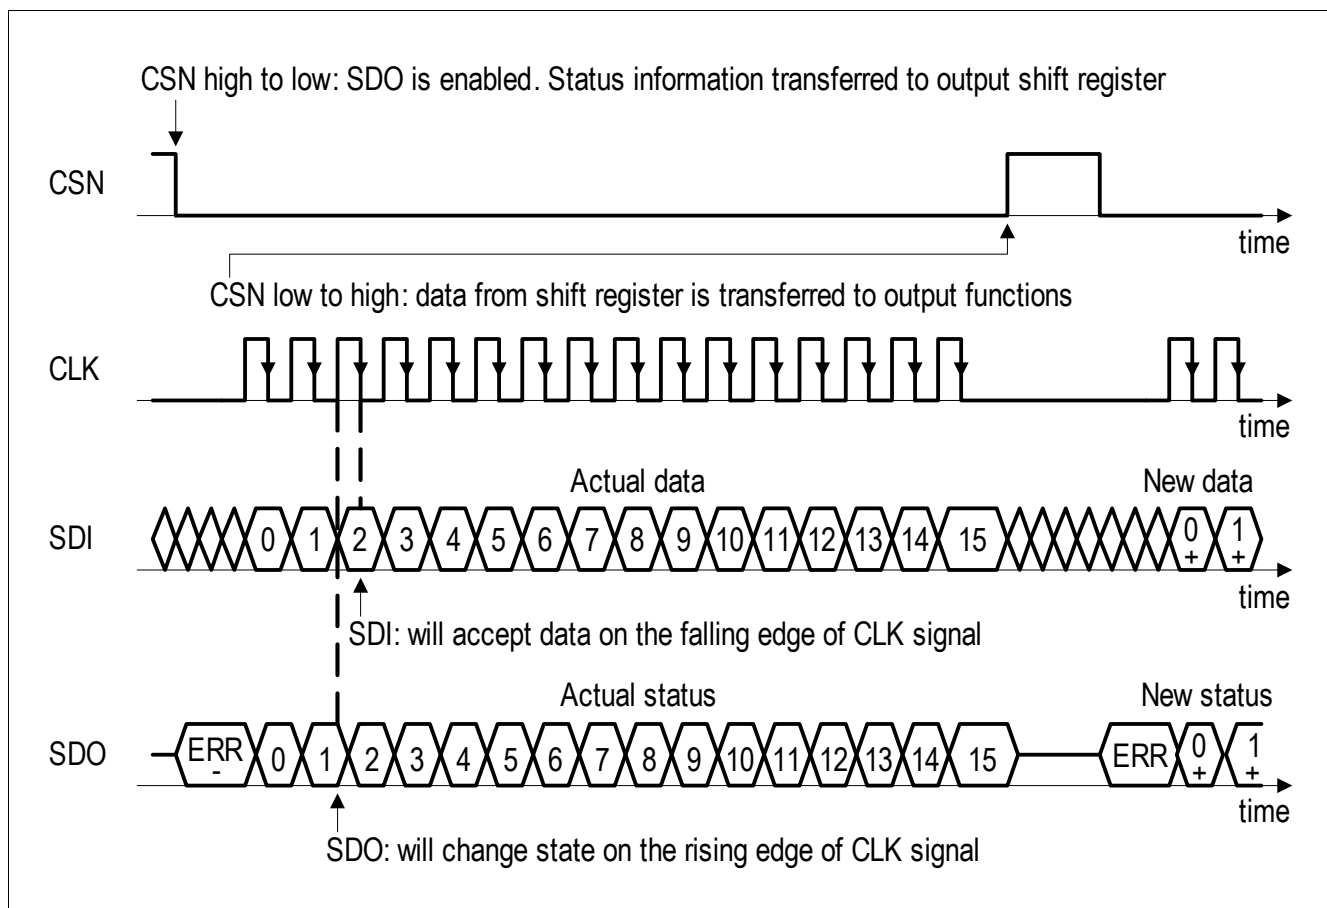 CSN high to low: SDO is enabled. Status information transferred to output shift register
CSN
time
CSN low to high: data from shift register is transferred to output functions
CLK
time
Actual data
New data
SDI
0 1 2 3 4 5 6 7 8 9 10 11 12 13 14 15 0 1
+ +
time
SDI: will accept data on the falling edge of CLK signal
Actual status
New status
SDO
ERR 0 1 2 3 4 5 6 7 8 9 10 11 12 13 14 15 ERR 0 1
- + +
time
SDO: will change state on the rising edge of CLK signal